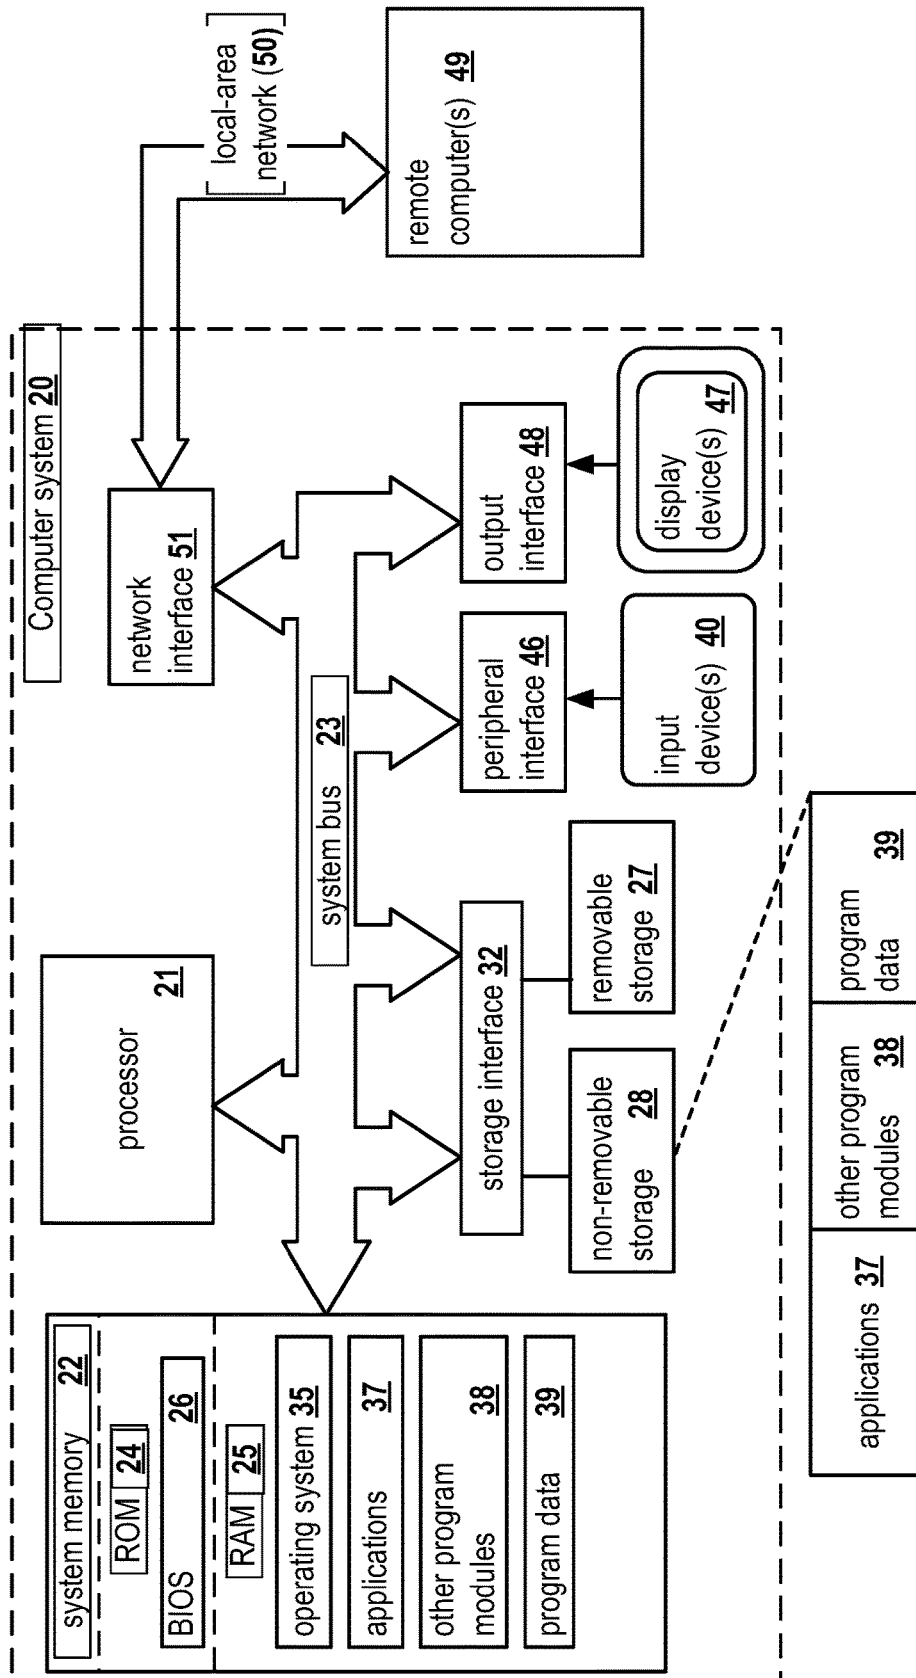 Computer system 20
system memory 22
ROM 24
BIOS 26
RAM 25
operating system 35
applications 37
other program
modules 38
program data 39
processor 21
network
interface 51
local-area
network (50)
system bus 23
storage interface 32
peripheral
interface 46
output
interface 48
remote
computer(s) 49
non-removable
storage 28
removable
storage 27
input
device(s) 40
display
device(s) 47
applications 37
other program
modules 38
program
data 39